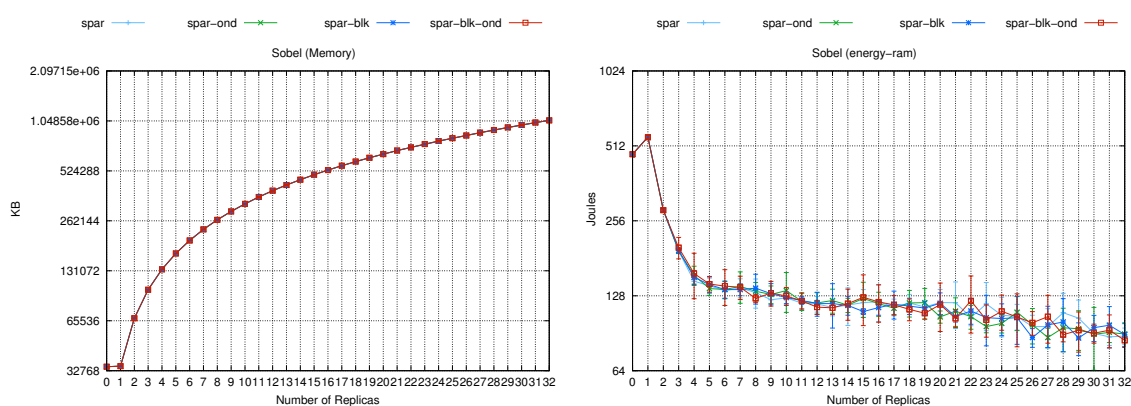 spar spar-ond spar-blk spar-blk-ond
Sobel (Memory)
KB
2.09715e+06
1.04858e+06
524288
262144
131072
65536
32768
0 1 2 3 4 5 6 7 8 9 10 11 12 13 14 15 16 17 18 19 20 21 22 23 24 25 26 27 28 29 30 31 32
Number of Replicas
spar spar-ond spar-blk spar-blk-ond
Sobel (energy-ram)
Joules
1024
512
256
128
64
0 1 2 3 4 5 6 7 8 9 10 11 12 13 14 15 16 17 18 19 20 21 22 23 24 25 26 27 28 29 30 31 32
Number of Replicas